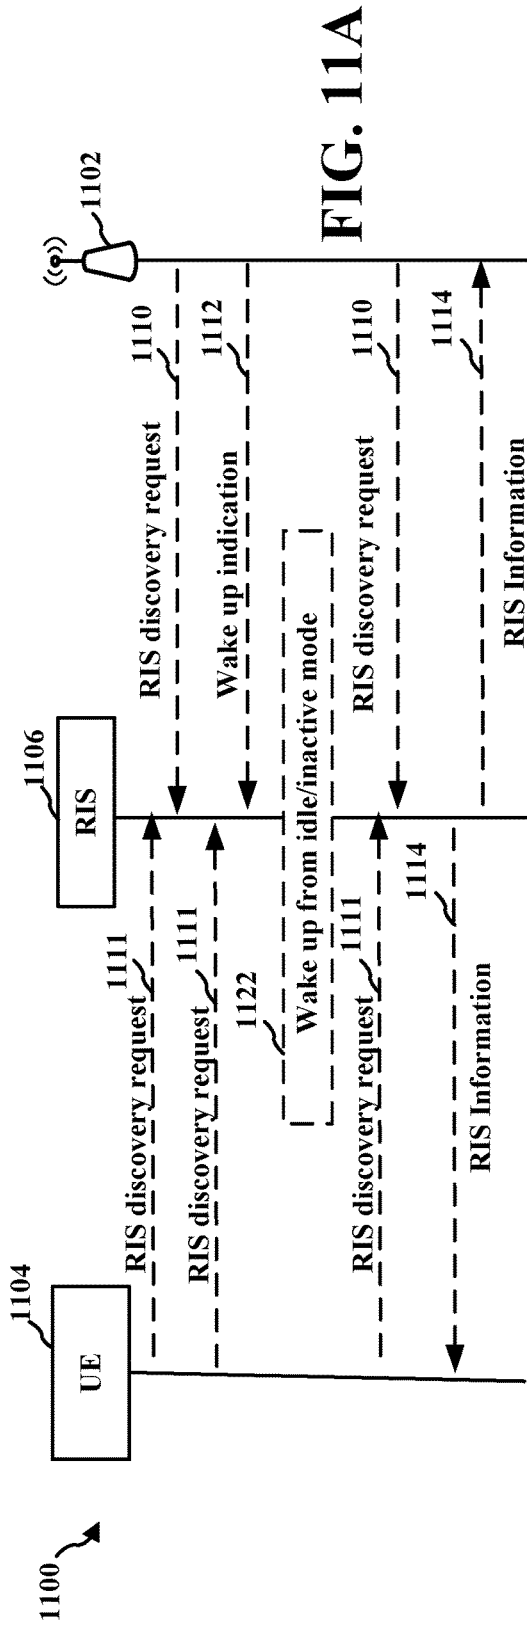 1100
1104
UE
1106
RIS
1102
RIS discovery request
1111
RIS discovery request
1110
RIS discovery request
1111
Wake up indication
1112
1122
Wake up from idle/inactive mode
RIS discovery request
1111
RIS discovery request
1110
1114
RIS Information
1114
RIS Information
FIG. 11A